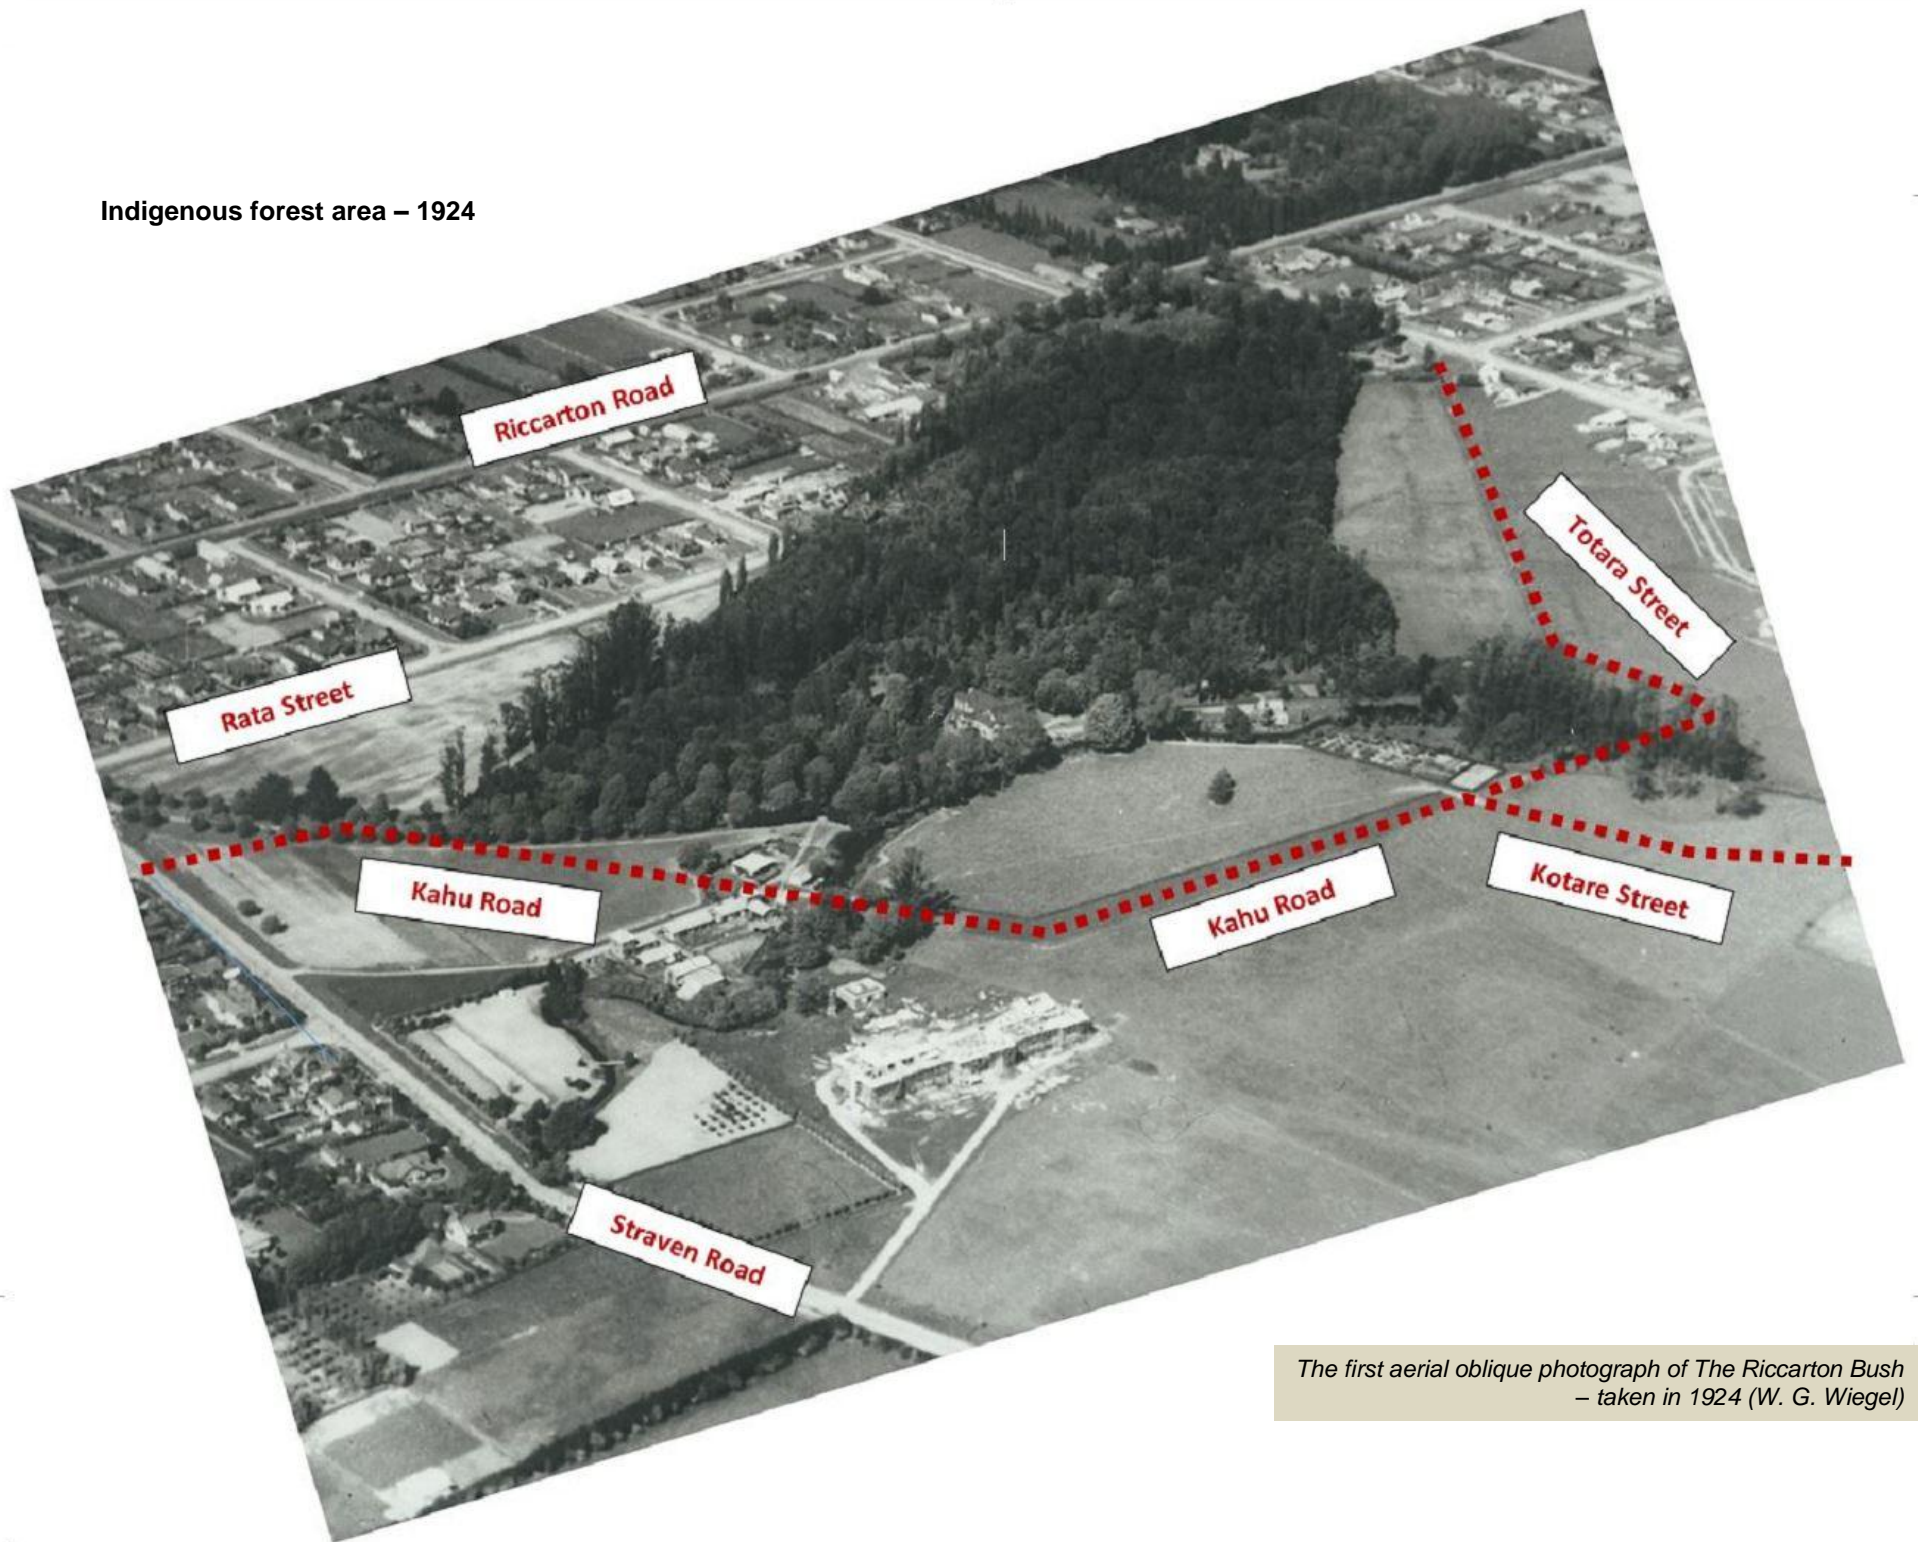 Indigenous forest area – 1924
Riccarton Road
Totara Street
Rata Street
Kahu Road
Kahu Road
Kotare Street
Straven Road
The first aerial oblique photograph of The Riccarton Bush
– taken in 1924 (W. G. Wiegel)